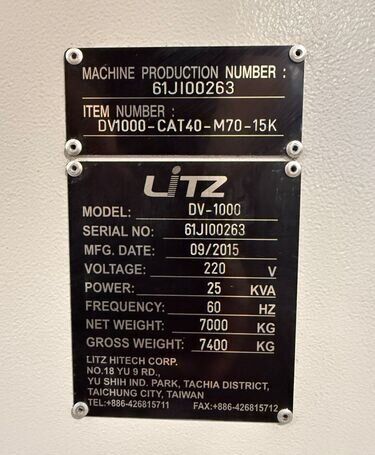 MACHINE PRODUCTION NUMBER :
61JI00263
ITEM NUMBER :
DV1000-CAT40-M70-15K
LiTZ
MODEL: DV-1000
SERIAL NO: 61JI00263
MFG. DATE: 09/2015
VOLTAGE: 220 V
POWER: 25 KVA
FREQUENCY: 60 HZ
NET WEIGHT: 7000 KG
GROSS WEIGHT: 7400 KG
LITZ HITECH CORP.
NO.18 YU 9 RD.,
YU SHIH IND. PARK, TACHIA DISTRICT,
TAICHUNG CITY, TAIWAN
TEL:+886-426815711 FAX:+886-426815712